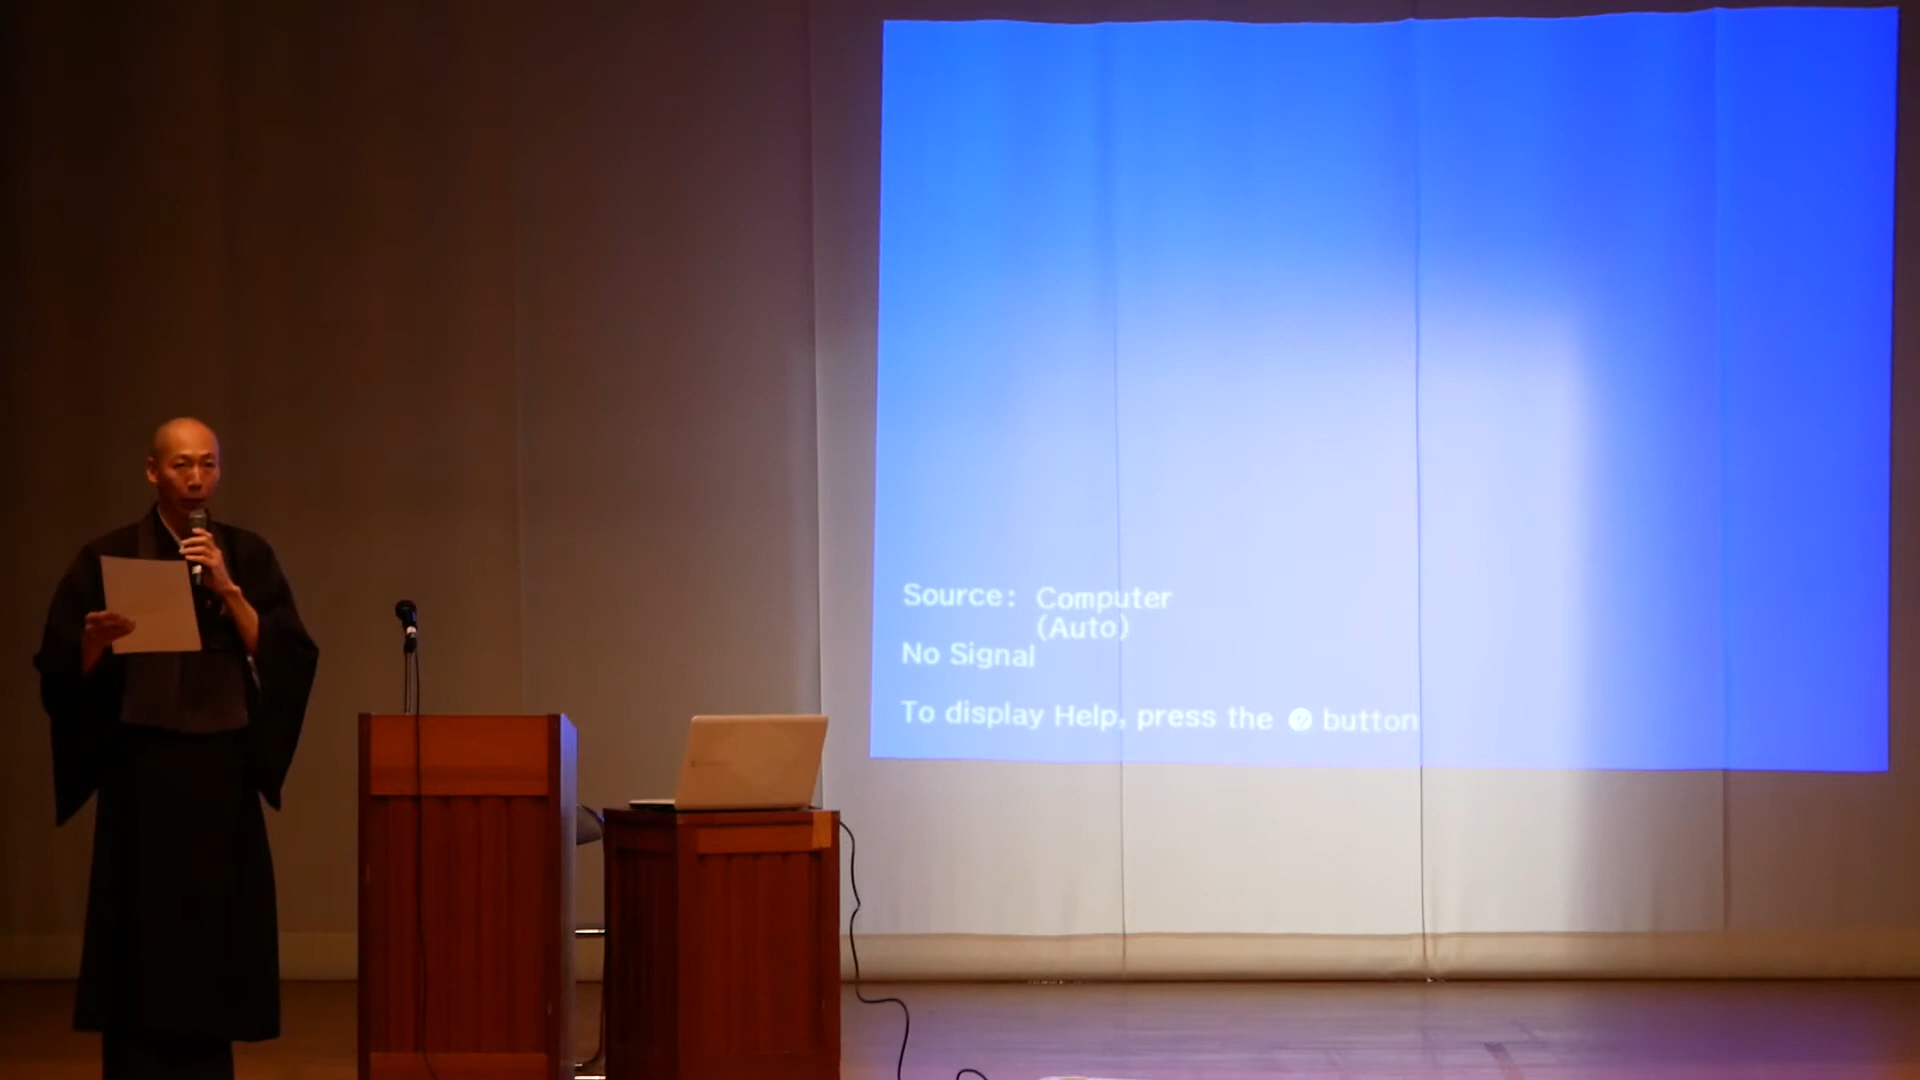 Source: Computer
(Auto)
No Signal
To display Help, press the ? button